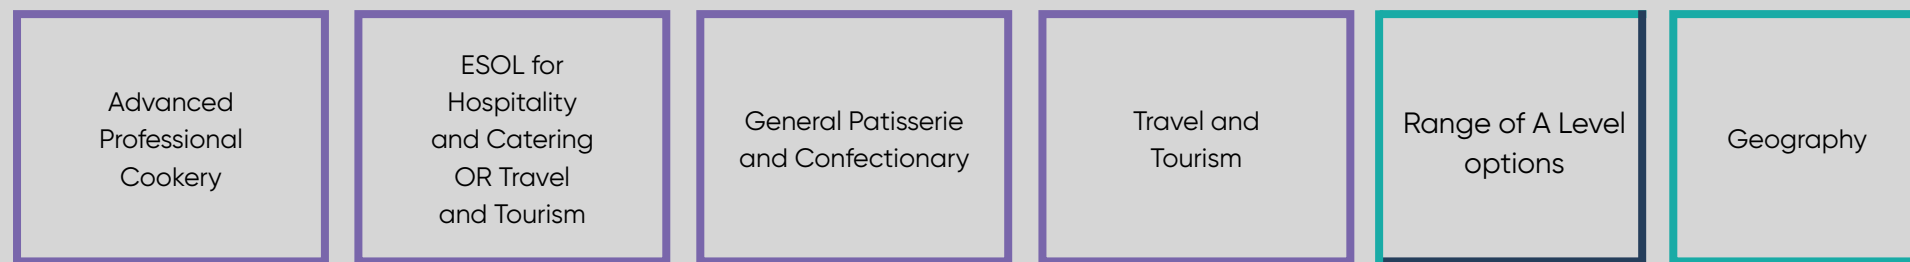 Advanced
Professional
Cookery
ESOL for
Hospitality
and Catering
OR Travel
and Tourism
General Patisserie
and Confectionary
Travel and
Tourism
Range of A Level
options
Geography